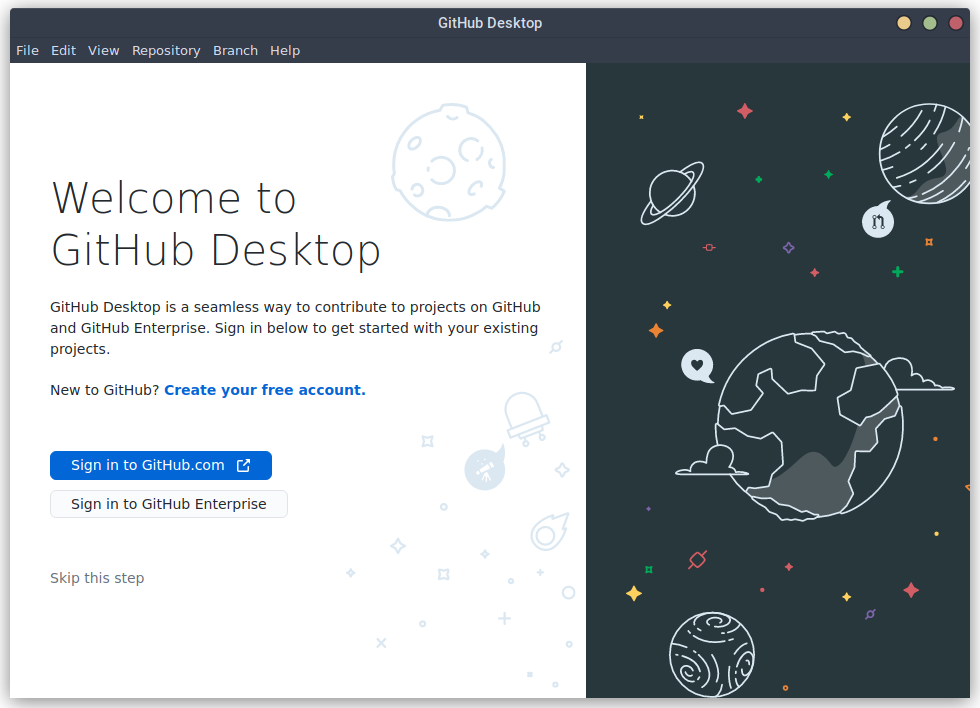 GitHub Desktop
File Edit View Repository Branch Help
Welcome to
GitHub Desktop
GitHub Desktop is a seamless way to contribute to projects on GitHub
and GitHub Enterprise. Sign in below to get started with your existing
projects.
New to GitHub? Create your free account.
Sign in to GitHub.com
Sign in to GitHub Enterprise
Skip this step